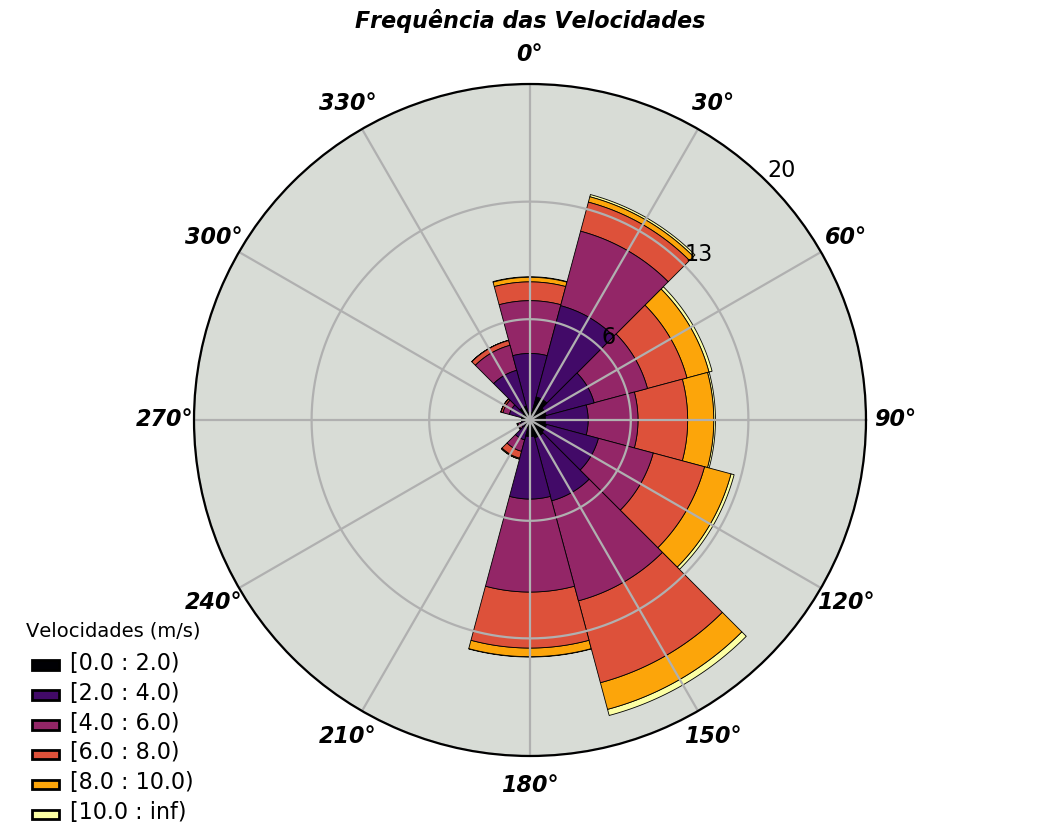 Frequência das Velocidades
0°
330°
30°
20
300°
60°
13
6
270°
90°
240°
120°
Velocidades (m/s)
[0.0 : 2.0)
[2.0 : 4.0)
[4.0 : 6.0)
210°
150°
[6.0 : 8.0)
180°
[8.0 : 10.0)
[10.0 : inf)